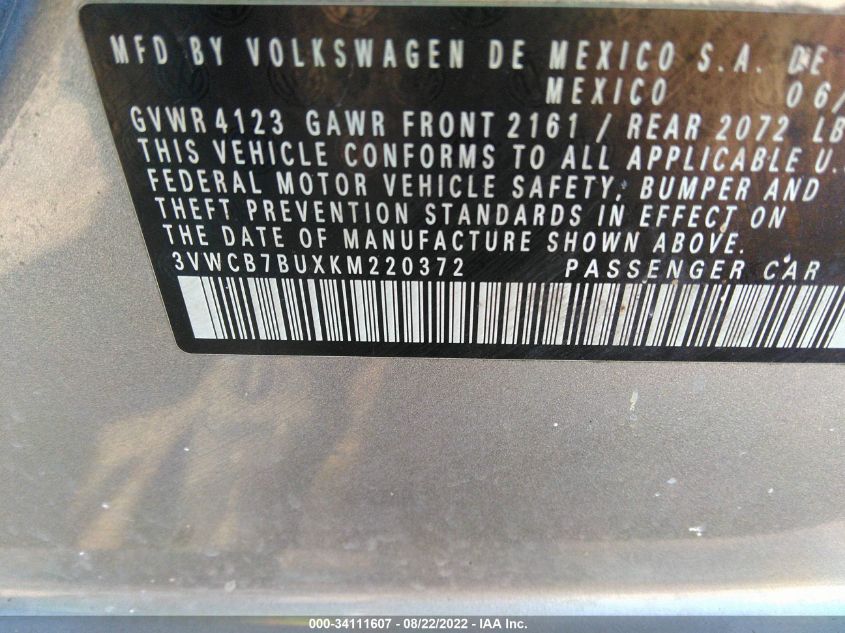 MFD BY VOLKSWAGEN DE MEXICO S.A. DE
MEXICO 06/
GVWR 4123 GAWR FRONT 2161 / REAR 2072 LB
THIS VEHICLE CONFORMS TO ALL APPLICABLE U.
FEDERAL MOTOR VEHICLE SAFETY, BUMPER AND
THEFT PREVENTION STANDARDS IN EFFECT ON
THE DATE OF MANUFACTURE SHOWN ABOVE.
3VWCB7BUXKM220372 PASSENGER CAR
000-34111607 - 08/22/2022 - © IAA Inc.